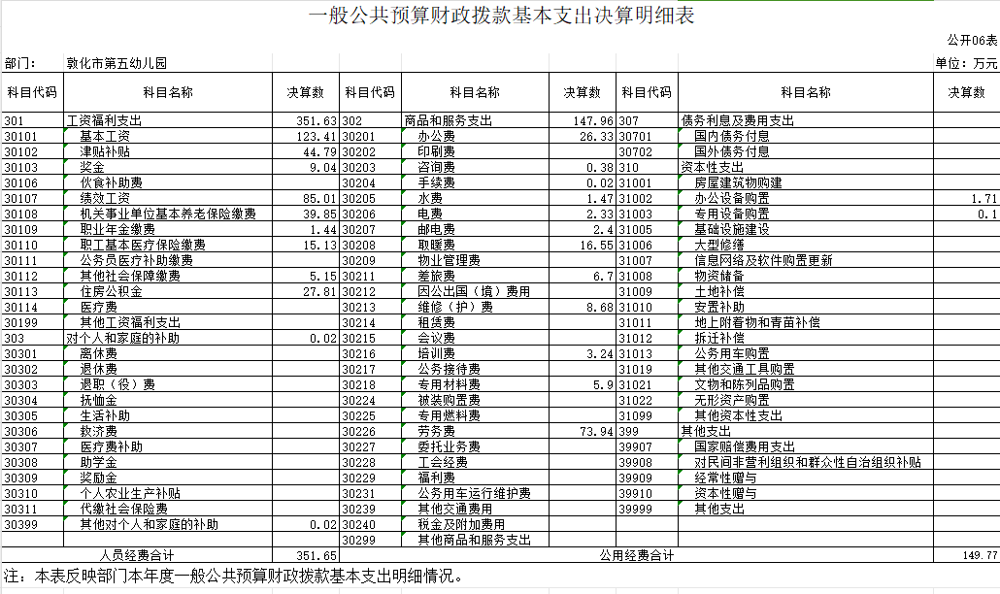 一般公共预算财政拨款基本支出决算明细表
公开06表
部门： 敦化市第五幼儿园 单位：万元
科目代码 科目名称 决算数 科目代码 科目名称 决算数 科目代码 科目名称 决算数
301 工资福利支出 351.63 302 商品和服务支出 147.96 307 债务利息及费用支出
30101 基本工资 123.41 30201 办公费 26.33 30701 国内债务付息
30102 津贴补贴 44.79 30202 印刷费 30702 国外债务付息
30103 奖金 9.04 30203 咨询费 0.38 310 资本性支出
30106 伙食补助费 30204 手续费 0.02 31001 房屋建筑物购建
30107 绩效工资 85.01 30205 水费 1.47 31002 办公设备购置 1.71
30108 机关事业单位基本养老保险缴费 39.85 30206 电费 2.33 31003 专用设备购置 0.1
30109 职业年金缴费 1.44 30207 邮电费 2.4 31005 基础设施建设
30110 职工基本医疗保险缴费 15.13 30208 取暖费 16.55 31006 大型修缮
30111 公务员医疗补助缴费 30209 物业管理费 31007 信息网络及软件购置更新
30112 其他社会保障缴费 5.15 30211 差旅费 6.7 31008 物资储备
30113 住房公积金 27.81 30212 因公出国（境）费用 31009 土地补偿
30114 医疗费 30213 维修（护）费 8.68 31010 安置补助
30199 其他工资福利支出 30214 租赁费 31011 地上附着物和青苗补偿
303 对个人和家庭的补助 0.02 30215 会议费 31012 拆迁补偿
30301 离休费 30216 培训费 3.24 31013 公务用车购置
30302 退休费 30217 公务接待费 31019 其他交通工具购置
30303 退职（役）费 30218 专用材料费 5.9 31021 文物和陈列品购置
30304 抚恤金 30224 被装购置费 31022 无形资产购置
30305 生活补助 30225 专用燃料费 31099 其他资本性支出
30306 救济费 30226 劳务费 73.94 399 其他支出
30307 医疗费补助 30227 委托业务费 39907 国家赔偿费用支出
30308 助学金 30228 工会经费 39908 对民间非营利组织和群众性自治组织补贴
30309 奖励金 30229 福利费 39909 经常性赠与
30310 个人农业生产补贴 30231 公务用车运行维护费 39910 资本性赠与
30311 代缴社会保险费 30239 其他交通费用 39999 其他支出
30399 其他对个人和家庭的补助 0.02 30240 税金及附加费用
30299 其他商品和服务支出
人员经费合计 351.65 公用经费合计 149.77
注：本表反映部门本年度一般公共预算财政拨款基本支出明细情况。